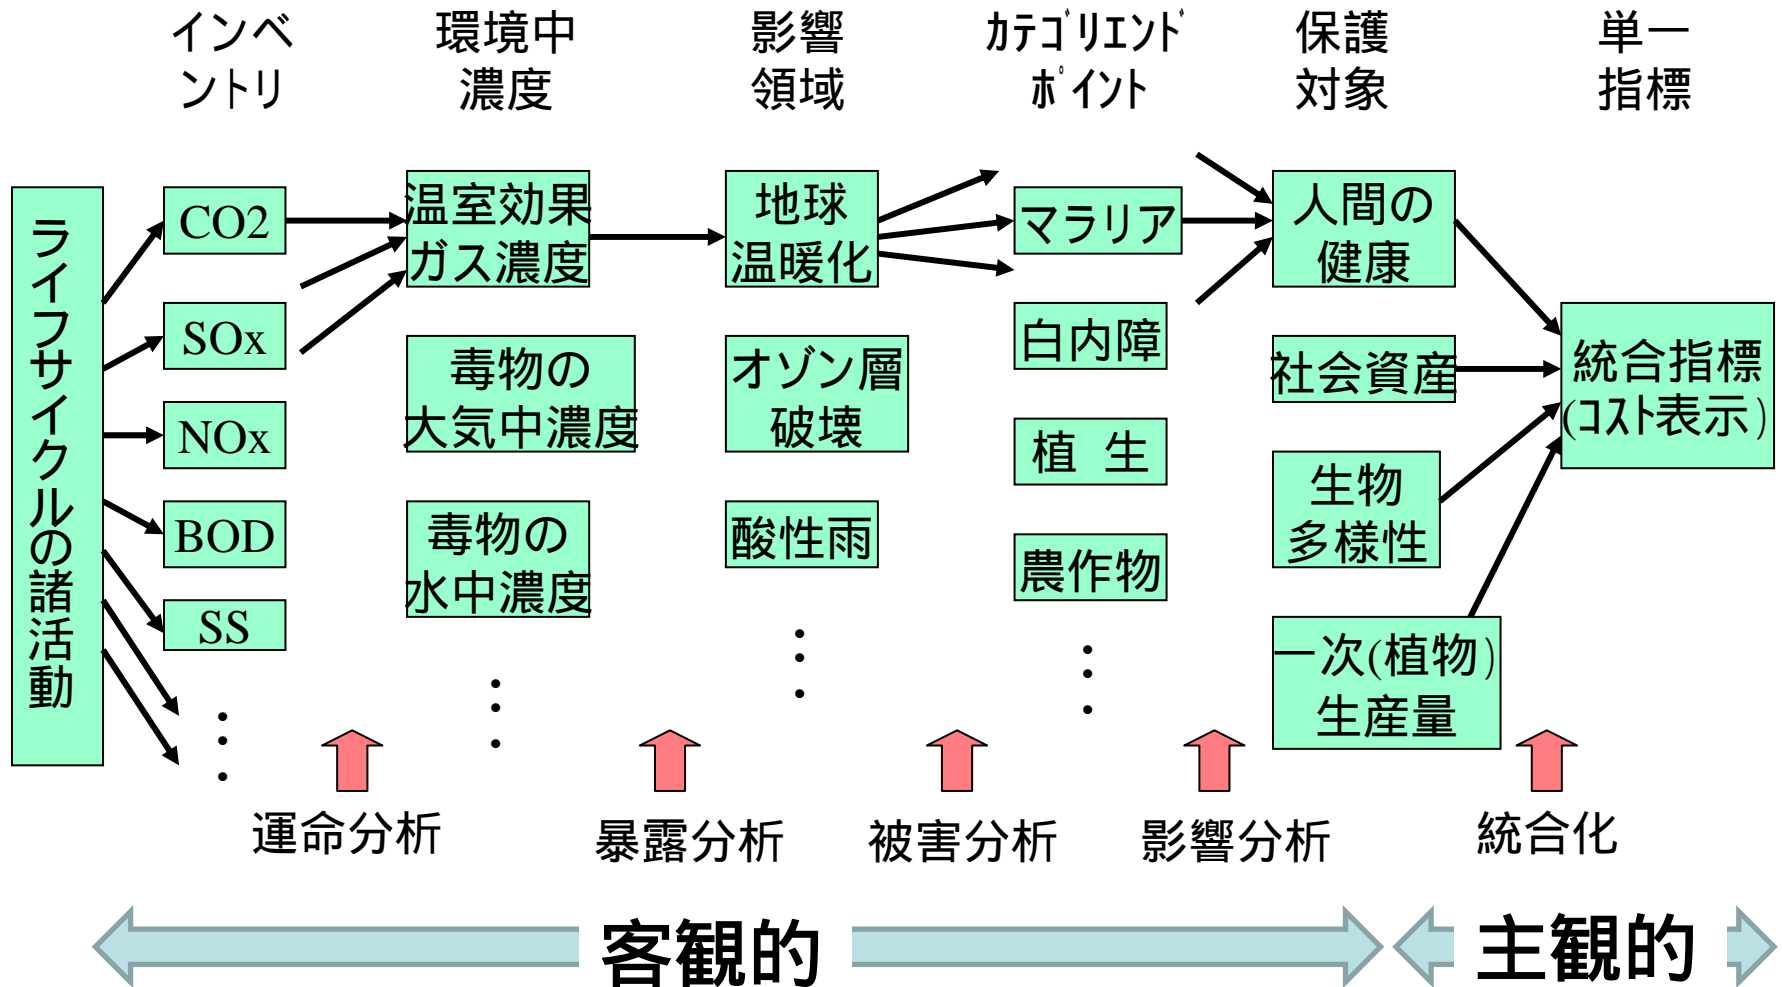 インベ
ントリ
環境中
濃度
影響
領域
ｶﾃｺﾞﾘｴﾝﾄﾞ
ﾎﾟｲﾝﾄ
保護
対象
単一
指標
ライフサイクルの諸活動
CO2
SOx
NOx
BOD
SS
⋮
温室効果
ガス濃度
毒物の
大気中濃度
毒物の
水中濃度
⋮
地球
温暖化
オゾン層
破壊
酸性雨
⋮
マラリア
白内障
植 生
農作物
⋮
人間の
健康
社会資産
生物
多様性
一次(植物)
生産量
統合指標
(ｺｽﾄ表示)
運命分析
暴露分析
被害分析
影響分析
統合化
客観的
主観的